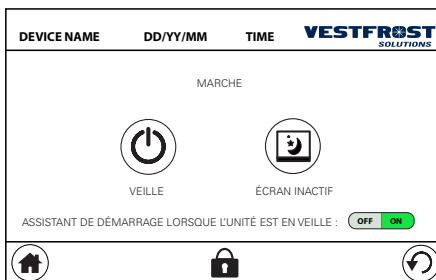 DEVICE NAME DD/YY/MM TIME VESTFROST
SOLUTIONS
MARCHE
VEILLE ÉCRAN INACTIF
ASSISTANT DE DÉMARRAGE LORSQUE L'UNITÉ EST EN VEILLE : OFF ON